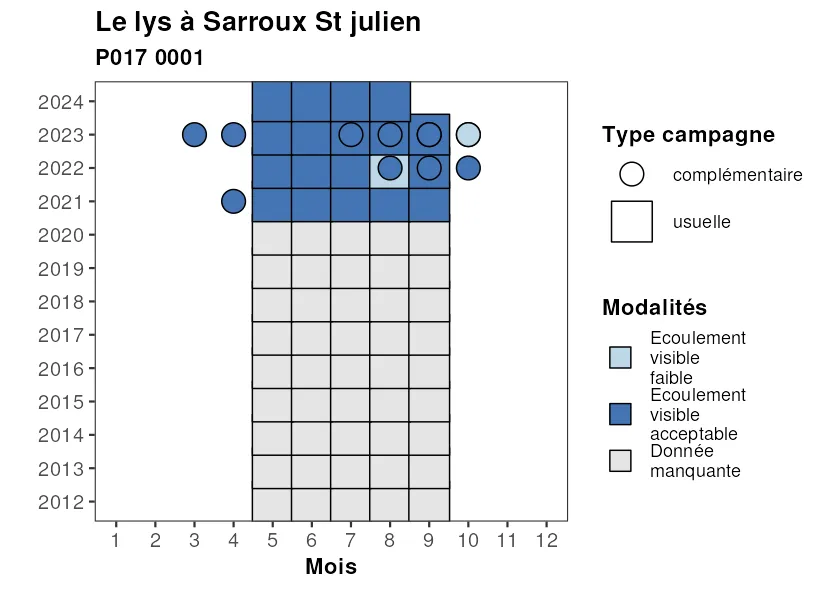 Le lys à Sarroux St julien
P017 0001
2024
2023
2022
2021
2020
2019
2018
2017
2016
2015
2014
2013
2012
1 2 3 4 5 6 7 8 9 10 11 12
Mois
Type campagne
complémentaire
usuelle
Modalités
Ecoulement
visible
faible
Ecoulement
visible
acceptable
Donnée
manquante